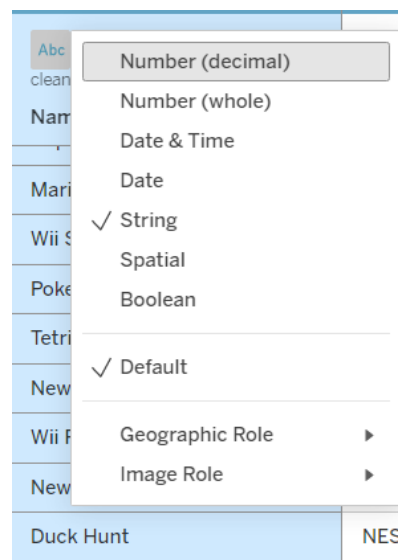 Abc
clean
Nam
Number (decimal)
Number (whole)
Date & Time
Date
String
Spatial
Boolean
Default
Geographic Role
Image Role
Mari
Wii S
Poke
Tetri
New
Wii F
New
Duck Hunt
NES